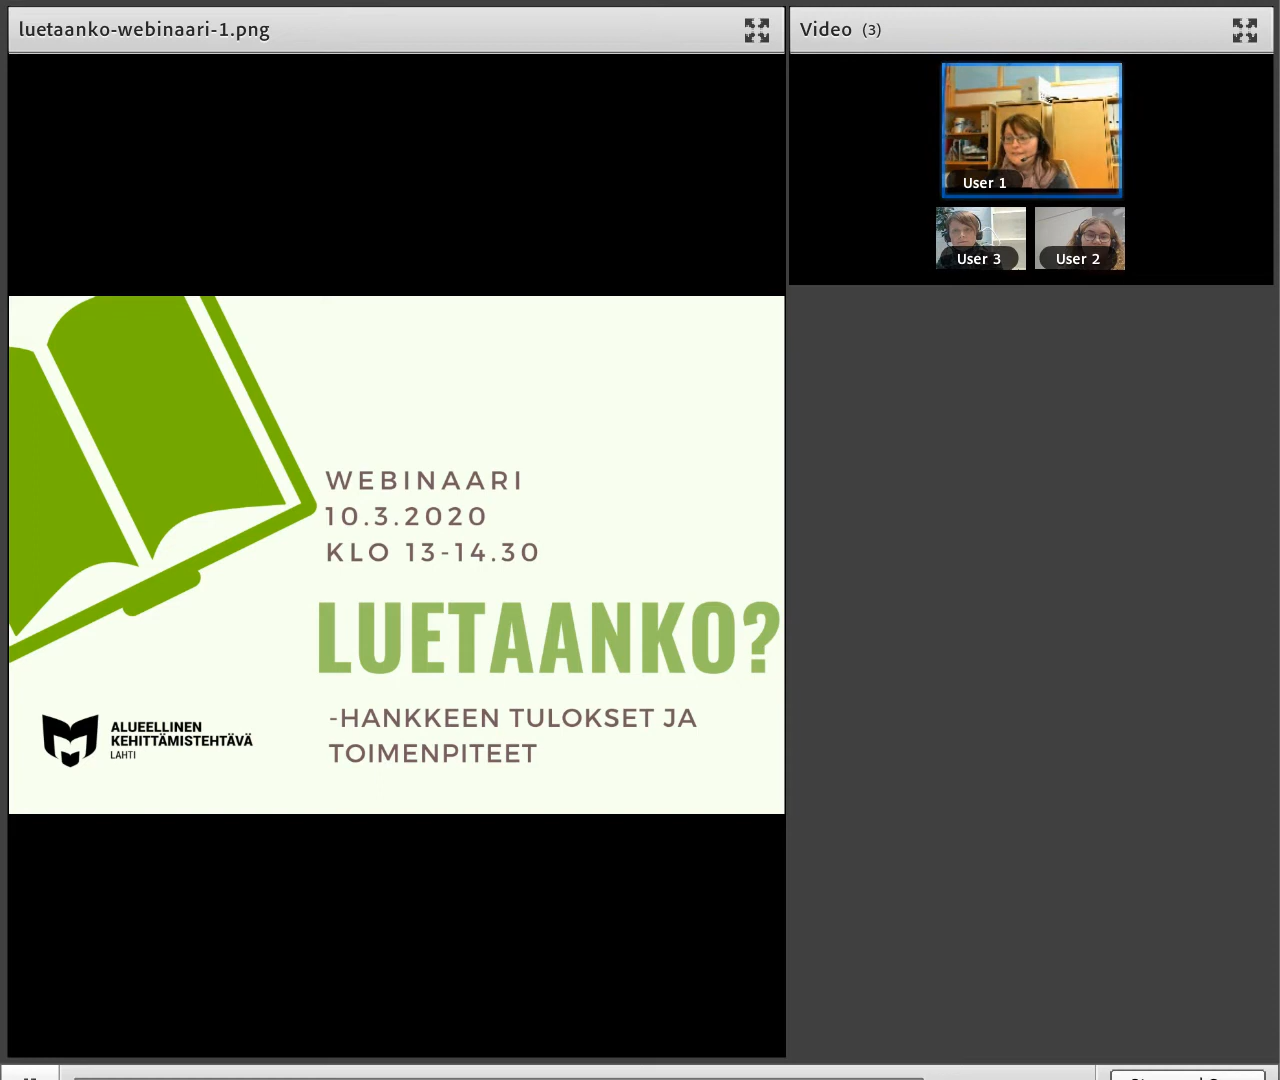 luetaanko-webinaari-1.png
Video (3)
User 1
User 3
User 2
WEBINAARI
10.3.2020
KLO 13-14.30
LUETAANKO?
-HANKKEEN TULOKSET JA
TOIMENPITEET
ALUEELLINEN
KEHITTÄMISTEHTÄVÄ
LAHTI